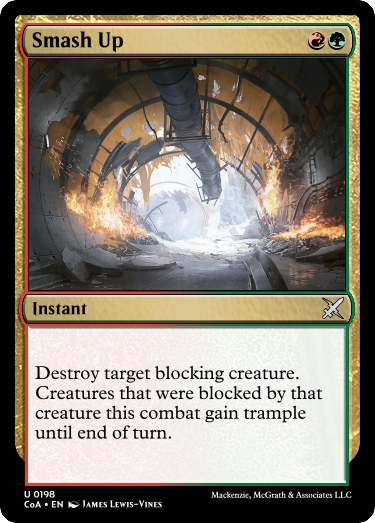 Smash Up
Instant
Destroy target blocking creature.
Creatures that were blocked by that
creature this combat gain trample
until end of turn.
U 0198
CoA • EN James Lewis-Vines
Mackenzie, McGrath & Associates LLC